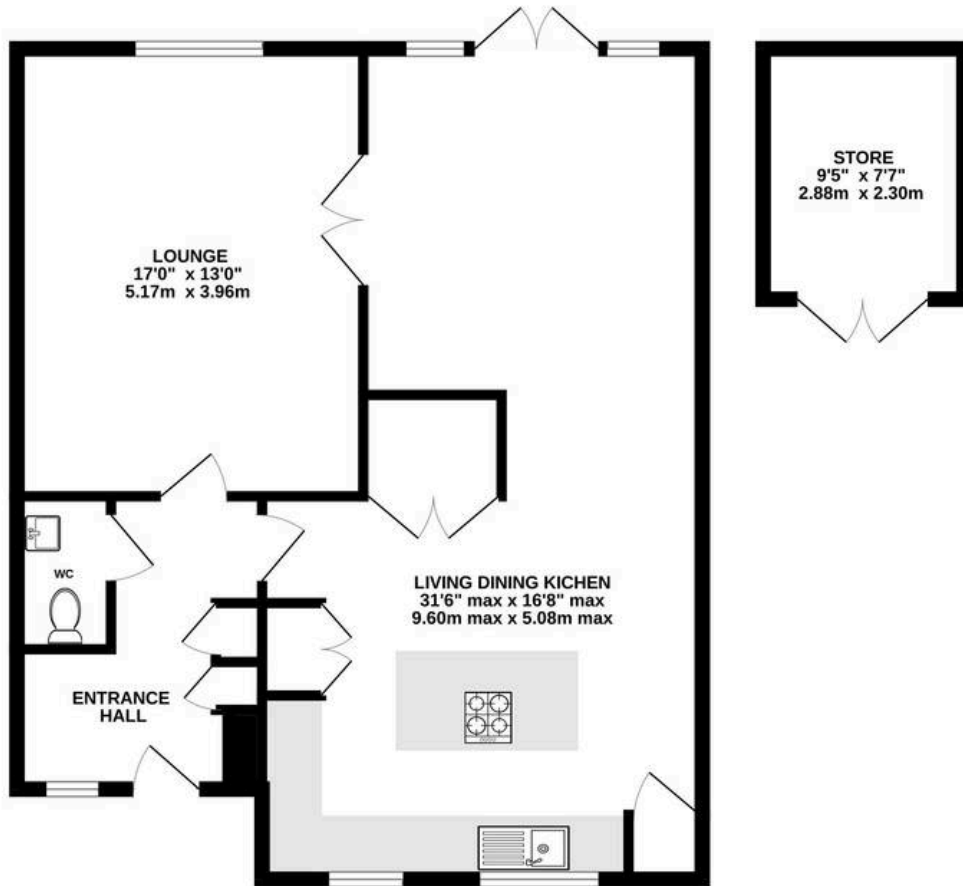 STORE
9'5" x 7'7"
2.88m x 2.30m
LOUNGE
17'0" x 13'0"
5.17m x 3.96m
WC
LIVING DINING KICHEN
31'6" max x 16'8" max
9.60m max x 5.08m max
ENTRANCE
HALL